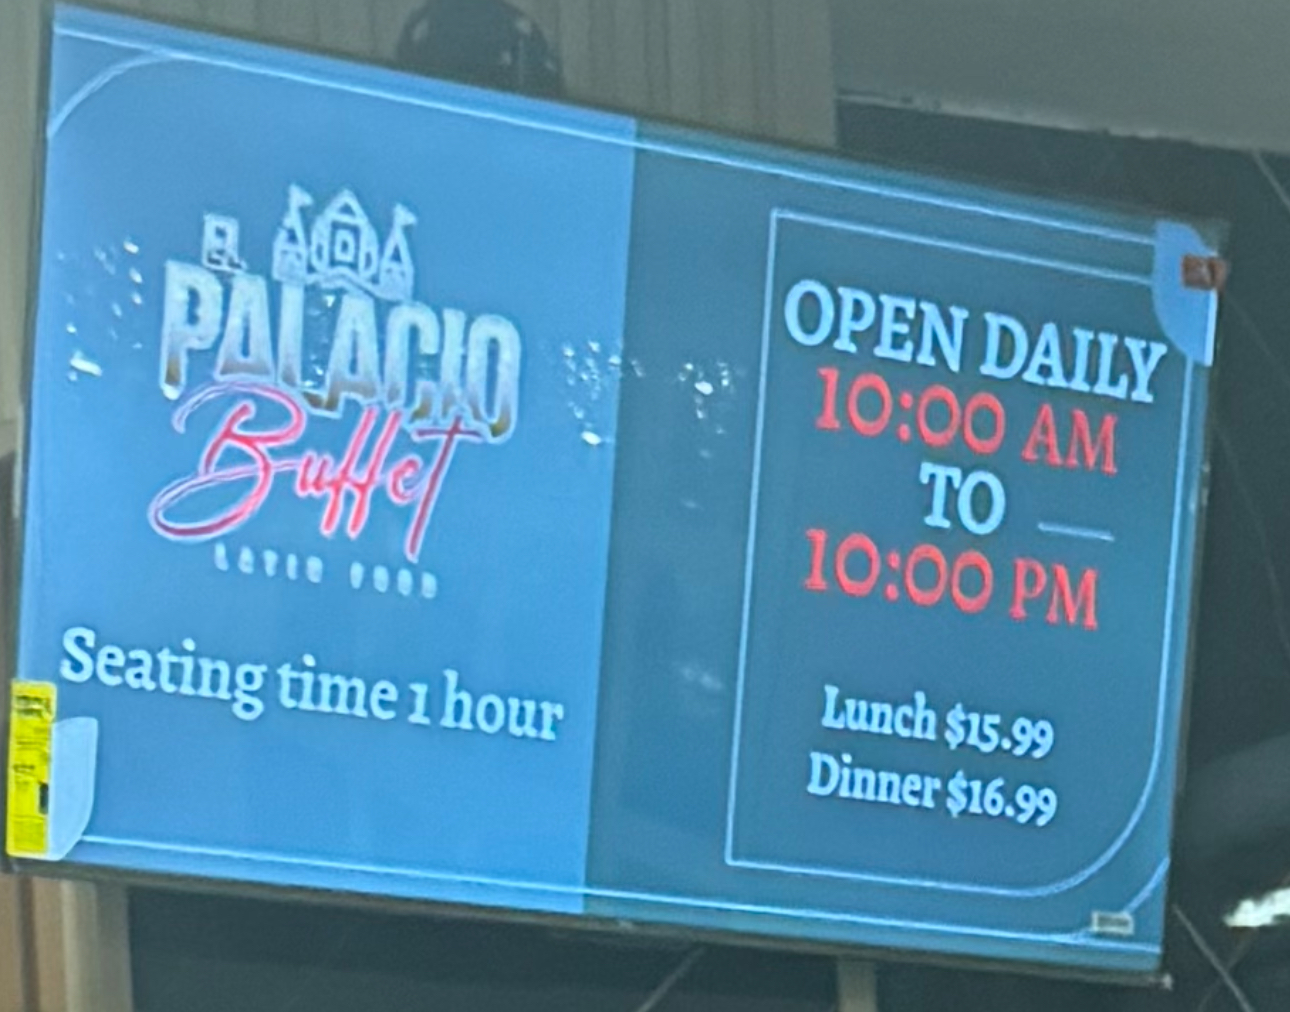 EL
PALACIO
Buffet
LATIN FOOD
Seating time 1 hour
OPEN DAILY
10:00 AM
TO
10:00 PM
Lunch $15.99
Dinner $16.99